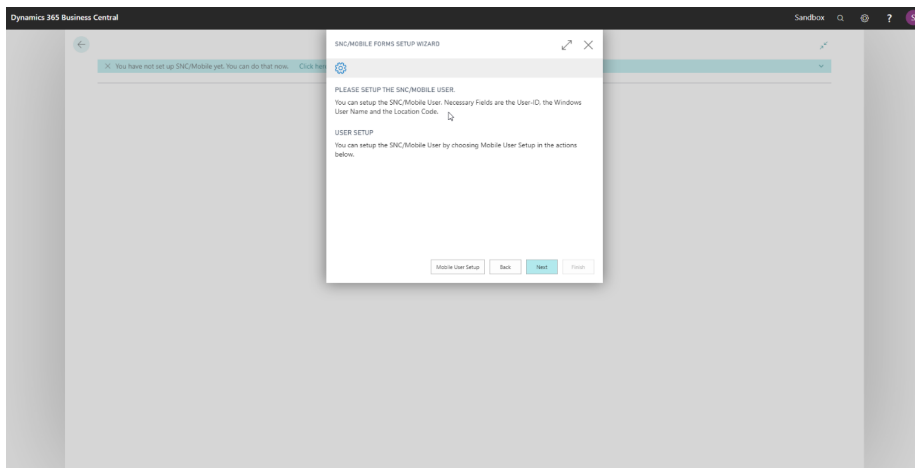 Dynamics 365 Business Central
Sandbox
?
SNC/MOBILE FORMS SETUP WIZARD
You have not set up SNC/Mobile yet. You can do that now. Click
PLEASE SETUP THE SNC/MOBILE USER.
You can setup the SNC/Mobile User. Necessary Fields are the User-ID, the Windows
User Name and the Location Code.
USER SETUP
You can setup the SNC/Mobile User by choosing Mobile User Setup in the actions
below.
Mobile User Setup
Back
Next
Finish